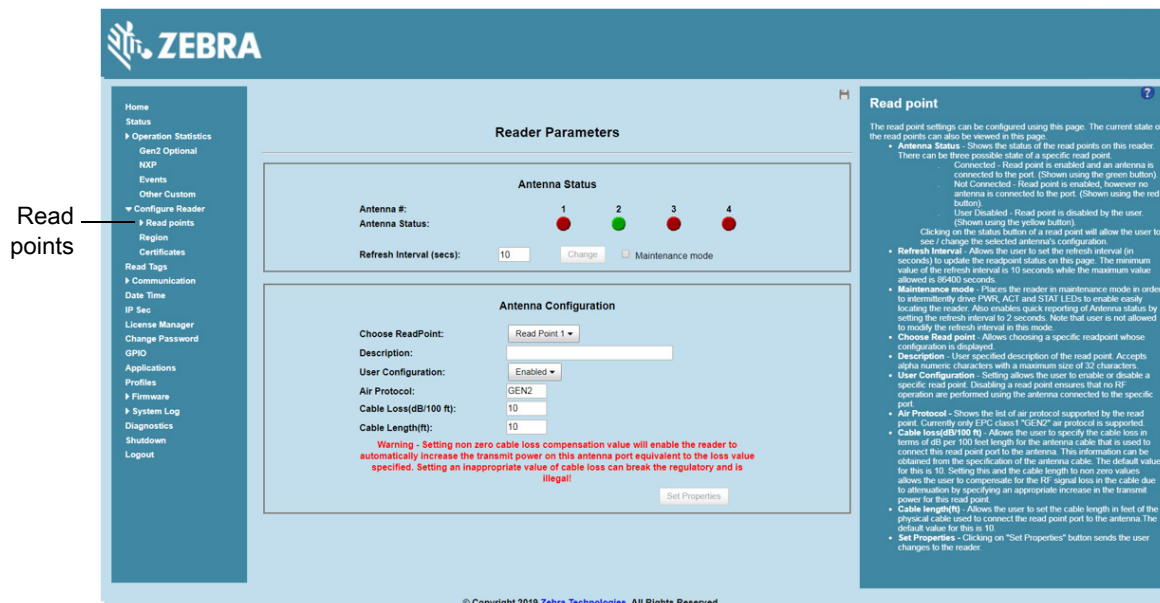 ZEBRA
Read
points
Home
Status
Operation Statistics
Gen2 Optional
NXP
Events
Other Custom
Configure Reader
Read points
Region
Certificates
Read Tags
Communication
Date Time
IP Sec
License Manager
Change Password
GPIO
Applications
Profiles
Firmware
System Log
Diagnostics
Shutdown
Logout
Reader Parameters
Antenna Status
Antenna #: 1 2 3 4
Antenna Status:
Refresh Interval (secs): 10 Change Maintenance mode
Antenna Configuration
Choose ReadPoint: Read Point 1
Description:
User Configuration: Enabled
Air Protocol: GEN2
Cable Loss(dB/100 ft): 10
Cable Length(ft): 10
Warning - Setting non zero cable loss compensation value will enable the reader to
automatically increase the transmit power on this antenna port equivalent to the loss value
specified. Setting an inappropriate value of cable loss can break the regulatory and is
illegal!
Set Properties
?
Read point
The read point settings can be configured using this page. The current state o
the read points can also be viewed in this page.
• Antenna Status - Shows the status of the read points on this reader.
There can be three possible state of a specific read point.
Connected - Read point is enabled and an antenna is
connected to the port. (Shown using the green button).
Not Connected - Read point is enabled, however no
antenna is connected to the port. (Shown using the red
button).
User Disabled - Read point is disabled by the user.
(Shown using the yellow button).
Clicking on the status button of a read point will allow the user to
see / change the selected antenna's configuration.
• Refresh Interval - Allows the user to set the refresh interval (in
seconds) to update the readpoint status on this page. The minimum
value of the refresh interval is 10 seconds while the maximum value
allowed is 86400 seconds.
• Maintenance mode - Places the reader in maintenance mode in order
to intermittently drive PWR, ACT and STAT LEDs to enable easily
locating the reader. Also enables quick reporting of Antenna status by
setting the refresh interval to 2 seconds. Note that user is not allowed
to modify the refresh interval in this mode.
• Choose Read point - Allows choosing a specific readpoint whose
configuration is displayed.
• Description - User specified description of the read point. Accepts
alpha numeric characters with a maximum size of 32 characters.
• User Configuration - Setting allows the user to enable or disable a
specific read point. Disabling a read point ensures that no RF
operation are performed using the antenna connected to the specific
port.
• Air Protocol - Shows the list of air protocol supported by the read
point. Currently only EPC class1 "GEN2" air protocol is supported.
• Cable loss(dB/100 ft) - Allows the user to specify the cable loss in
terms of dB per 100 feet length for the antenna cable that is used to
connect this read point port to the antenna. This information can be
obtained from the specification of the antenna cable. The default value
for this is 10. Setting this and the cable length to non zero values
allows the user to compensate for the RF signal loss in the cable due
to attenuation by specifying an appropriate increase in the transmit
power for this read point.
• Cable length(ft) - Allows the user to set the cable length in feet of the
physical cable used to connect the read point port to the antenna.The
default value for this is 10.
• Set Properties - Clicking on "Set Properties" button sends the user
changes to the reader.
© Copyright 2019 Zebra Technologies. All Rights Reserved